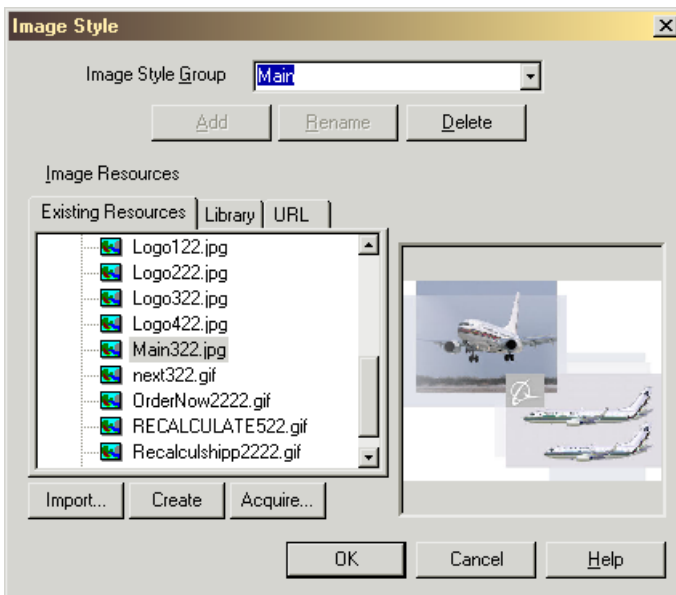 Image Style
Image Style Group
Main
Add
Rename
Delete
Image Resources
Existing Resources
Library
URL
Logo122.jpg
Logo222.jpg
Logo322.jpg
Logo422.jpg
Main322.jpg
next322.gif
OrderNow2222.gif
RECALCULATE522.gif
Recalculshipp2222.gif
Import...
Create
Acquire...
OK
Cancel
Help